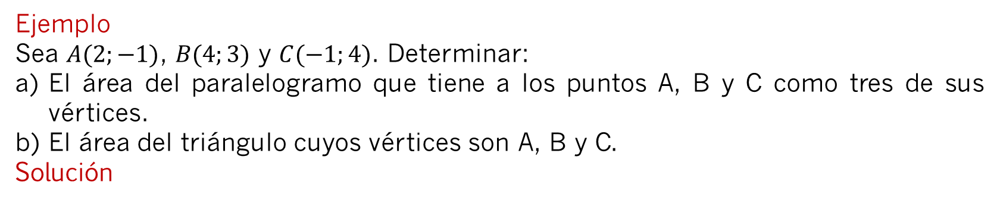 Ejemplo
Sea A(2; −1), B(4; 3) y C(−1; 4). Determinar:
a) El área del paralelogramo que tiene a los puntos A, B y C como tres de sus
vértices.
b) El área del triángulo cuyos vértices son A, B y C.
Solución